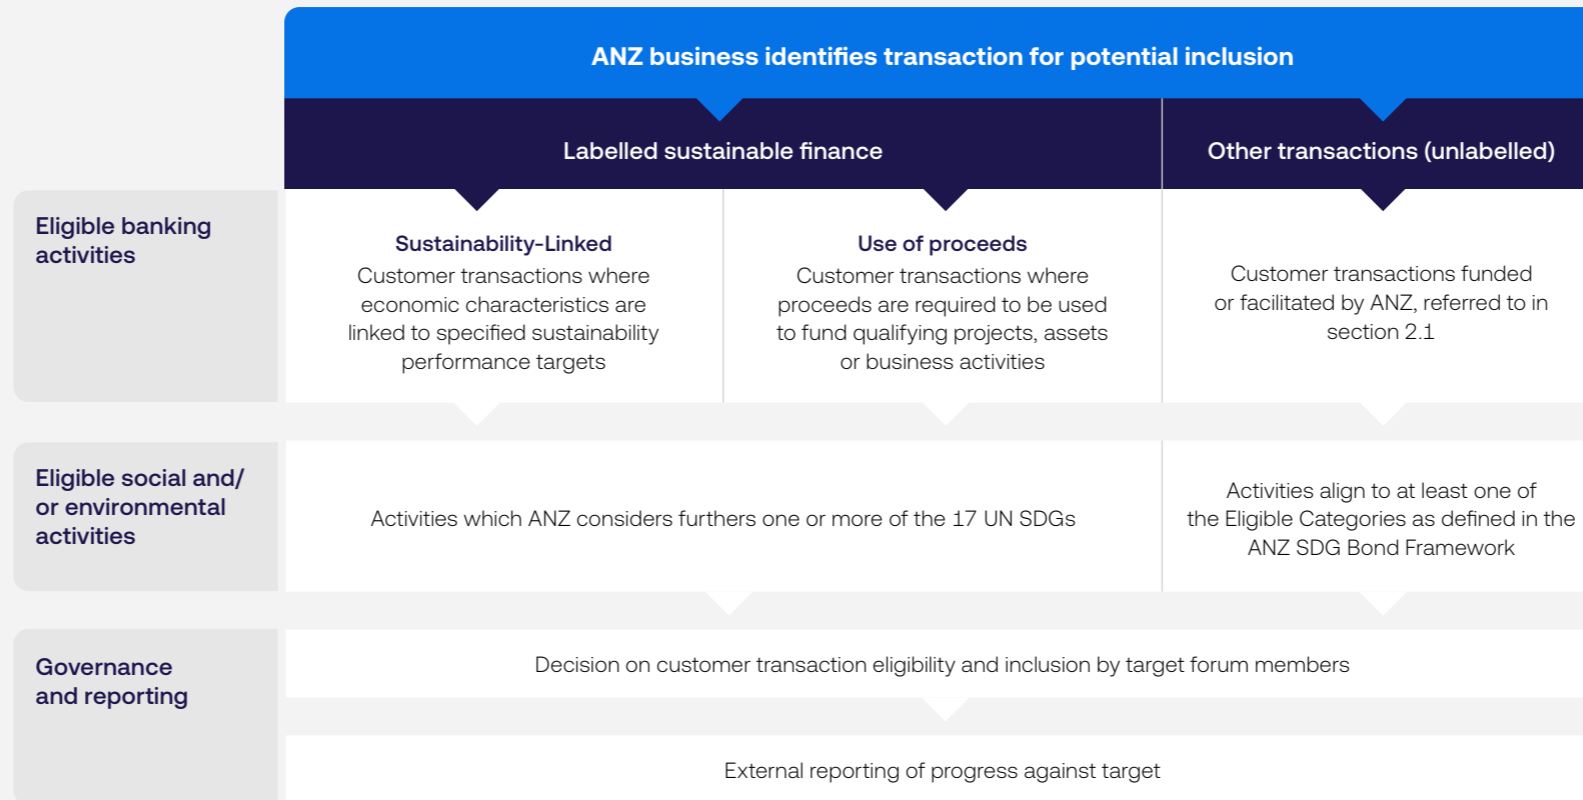 ANZ business identifies transaction for potential inclusion
Labelled sustainable finance
Other transactions (unlabelled)
Eligible banking
activities
Sustainability-Linked
Customer transactions where
economic characteristics are
linked to specified sustainability
performance targets
Use of proceeds
Customer transactions where
proceeds are required to be used
to fund qualifying projects, assets
or business activities
Customer transactions funded
or facilitated by ANZ, referred to in
section 2.1
Eligible social and/
or environmental
activities
Activities which ANZ considers furthers one or more of the 17 UN SDGs
Activities align to at least one of
the Eligible Categories as defined in the
ANZ SDG Bond Framework
Governance
and reporting
Decision on customer transaction eligibility and inclusion by target forum members
External reporting of progress against target